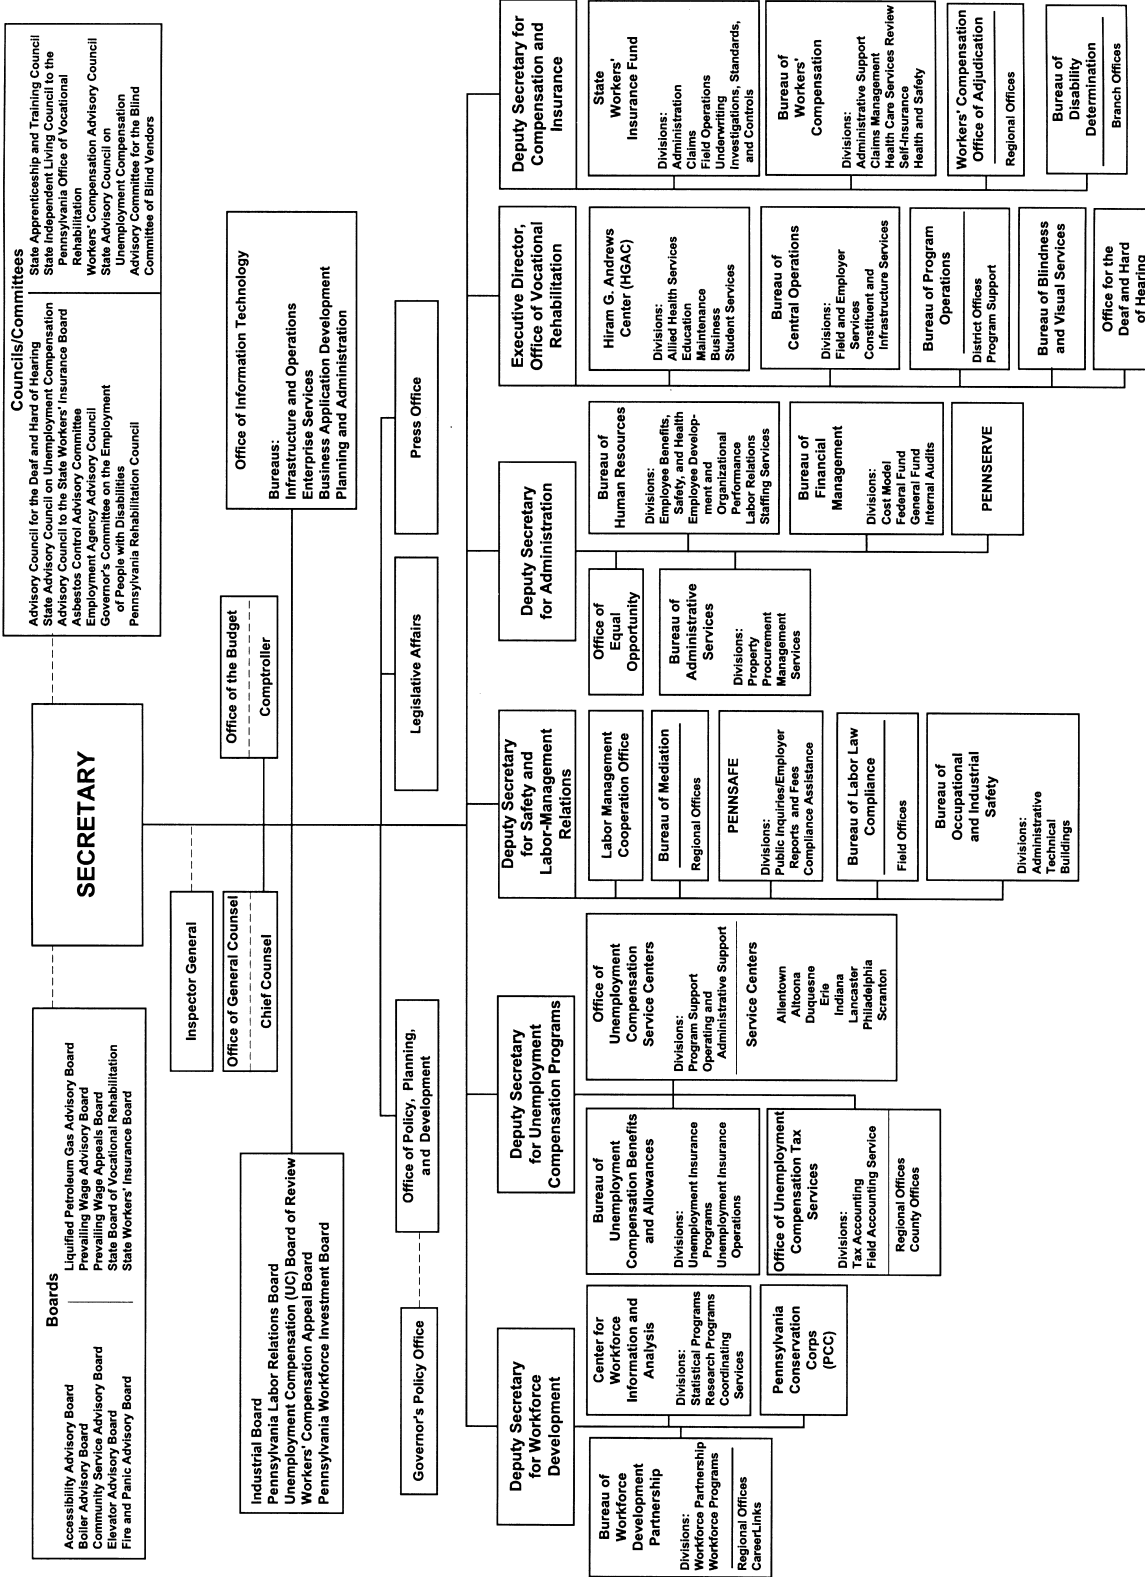 SECRETARY
Boards
Accessibility Advisory Board
Boiler Advisory Board
Community Service Advisory Board
Elevator Advisory Board
Fire and Panic Advisory Board
Liquified Petroleum Gas Advisory Board
Prevailing Wage Advisory Board
Prevailing Wage Appeals Board
State Board of Vocational Rehabilitation
State Workers' Insurance Board
Councils/Committees
Advisory Council for the Deaf and Hard of Hearing
State Advisory Council on Unemployment Compensation
Advisory Council to the State Workers' Insurance Board
Asbestos Control Advisory Committee
Employment Agency Advisory Council
Governor's Committee on the Employment
of People with Disabilities
Pennsylvania Rehabilitation Council
State Apprenticeship and Training Council
State Independent Living Council to the
Pennsylvania Office of Vocational
Rehabilitation
Workers' Compensation Advisory Council
State Advisory Council on
Unemployment Compensation
Advisory Committee for the Blind
Committee of Blind Vendors
Inspector General
Office of General Counsel
Chief Counsel
Office of the Budget
Comptroller
Industrial Board
Pennsylvania Labor Relations Board
Unemployment Compensation (UC) Board of Review
Workers' Compensation Appeal Board
Pennsylvania Workforce Investment Board
Office of Information Technology
Bureaus:
Infrastructure and Operations
Enterprise Services
Business Application Development
Planning and Administration
Governor's Policy Office
Office of Policy, Planning,
and Development
Legislative Affairs
Press Office
Deputy Secretary
for Workforce
Development
Bureau of
Workforce
Development
Partnership
Divisions:
Workforce Partnership
Workforce Programs
Regional Offices
CareerLinks
Center for
Workforce
Information and
Analysis
Divisions:
Statistical Programs
Research Programs
Coordinating
Services
Pennsylvania
Conservation
Corps
(PCC)
Deputy Secretary
for Unemployment
Compensation Programs
Bureau of
Unemployment
Compensation Benefits
and Allowances
Divisions:
Unemployment Insurance
Programs
Unemployment Insurance
Operations
Office of Unemployment
Compensation Tax
Services
Divisions:
Tax Accounting
Field Accounting Service
Regional Offices
County Offices
Office of
Unemployment
Compensation
Service Centers
Divisions:
Program Support
Operating and
Administrative Support
Service Centers
Allentown
Altoona
Duquesne
Erie
Indiana
Lancaster
Philadelphia
Scranton
Deputy Secretary
for Safety and
Labor-Management
Relations
Labor Management
Cooperation Office
Bureau of Mediation
Regional Offices
PENNSAFE
Divisions:
Public Inquiries/Employer
Reports and Fees
Compliance Assistance
Bureau of Labor Law
Compliance
Field Offices
Bureau of
Occupational
and Industrial
Safety
Divisions:
Administrative
Technical
Buildings
Deputy Secretary
for Administration
Office of
Equal
Opportunity
Bureau of
Administrative
Services
Divisions:
Property
Procurement
Management
Services
Bureau of
Human Resources
Divisions:
Employee Benefits,
Safety, and Health
Employee Develop-
ment and
Organizational
Performance
Labor Relations
Staffing Services
Bureau of
Financial
Management
Divisions:
Cost Model
Federal Fund
General Fund
Internal Audits
PENNSERVE
Executive Director,
Office of Vocational
Rehabilitation
Hiram G. Andrews
Center (HGAC)
Divisions:
Allied Health Services
Education
Maintenance
Business
Student Services
Bureau of
Central Operations
Divisions:
Field and Employer
Services
Constituent and
Infrastructure Services
Bureau of Program
Operations
District Offices
Program Support
Bureau of Blindness
and Visual Services
Office for the
Deaf and Hard
of Hearing
Deputy Secretary for
Compensation and
Insurance
State
Workers'
Insurance Fund
Divisions:
Administration
Claims
Field Operations
Underwriting
Investigations, Standards,
and Controls
Bureau of
Workers'
Compensation
Divisions:
Administrative Support
Claims Management
Health Care Services Review
Self-Insurance
Health and Safety
Workers' Compensation
Office of Adjudication
Regional Offices
Bureau of
Disability
Determination
Branch Offices